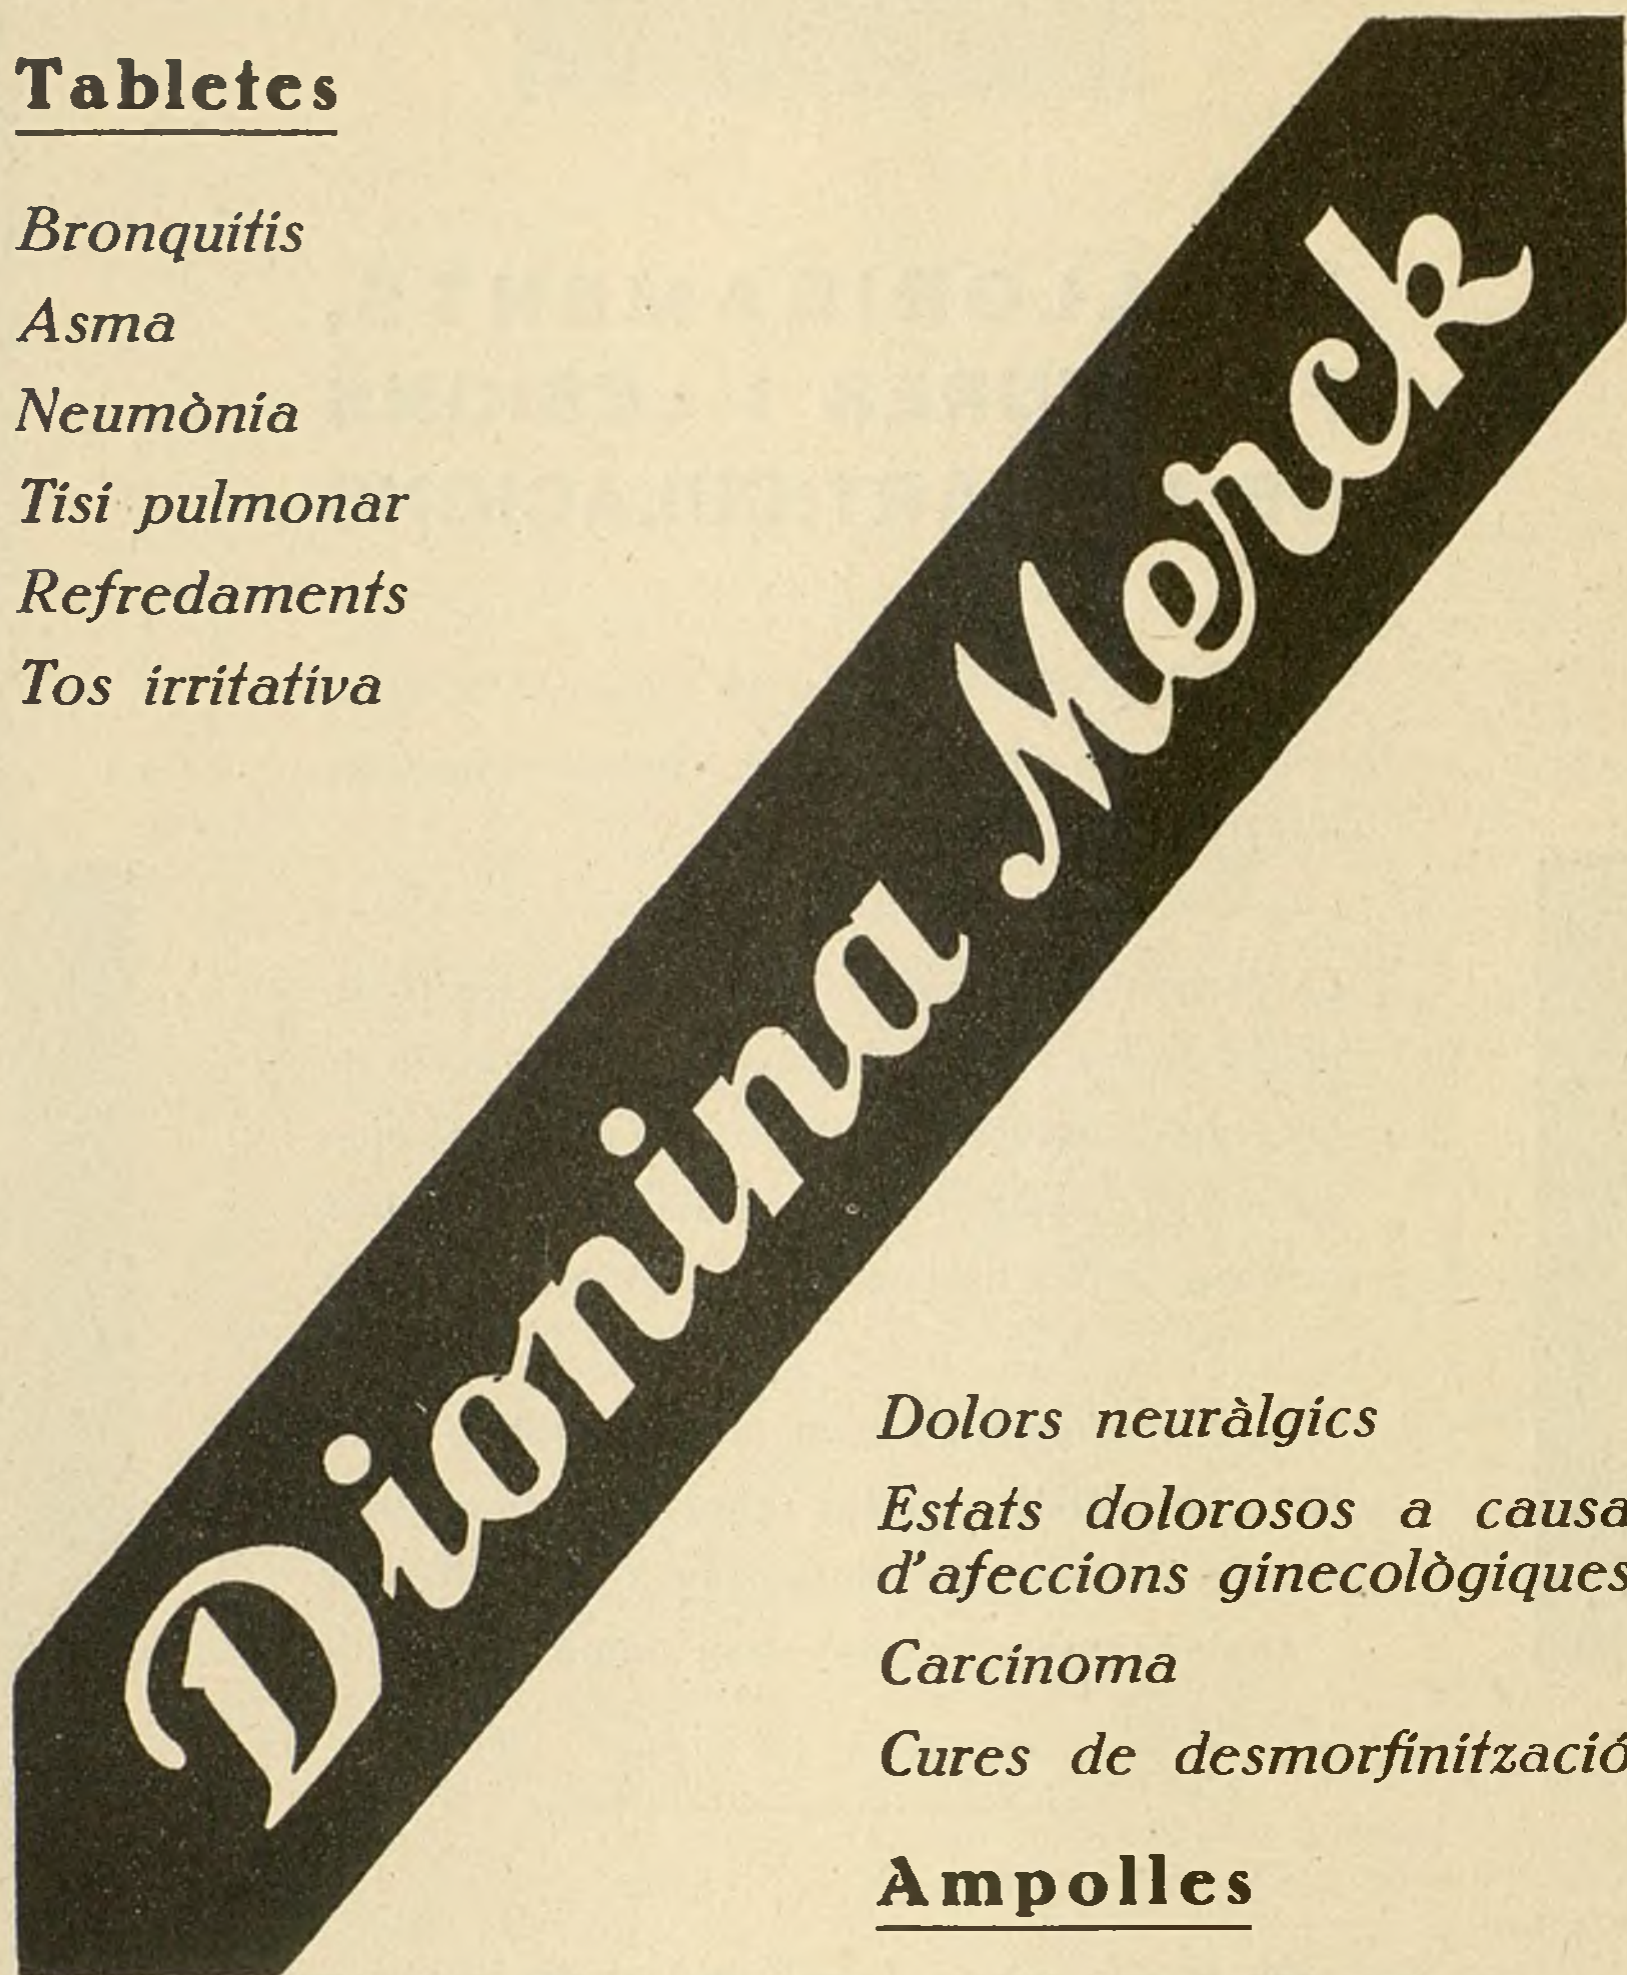 Tabletes
Bronquitis
Asma
Neumònia
Tisi pulmonar
Refredaments
Tos irritativa
Dionina Merck
Dolors neuràlgics
Estats dolorosos a causa
d'afeccions ginecològiques
Carcinoma
Cures de desmorfinització
Ampolles